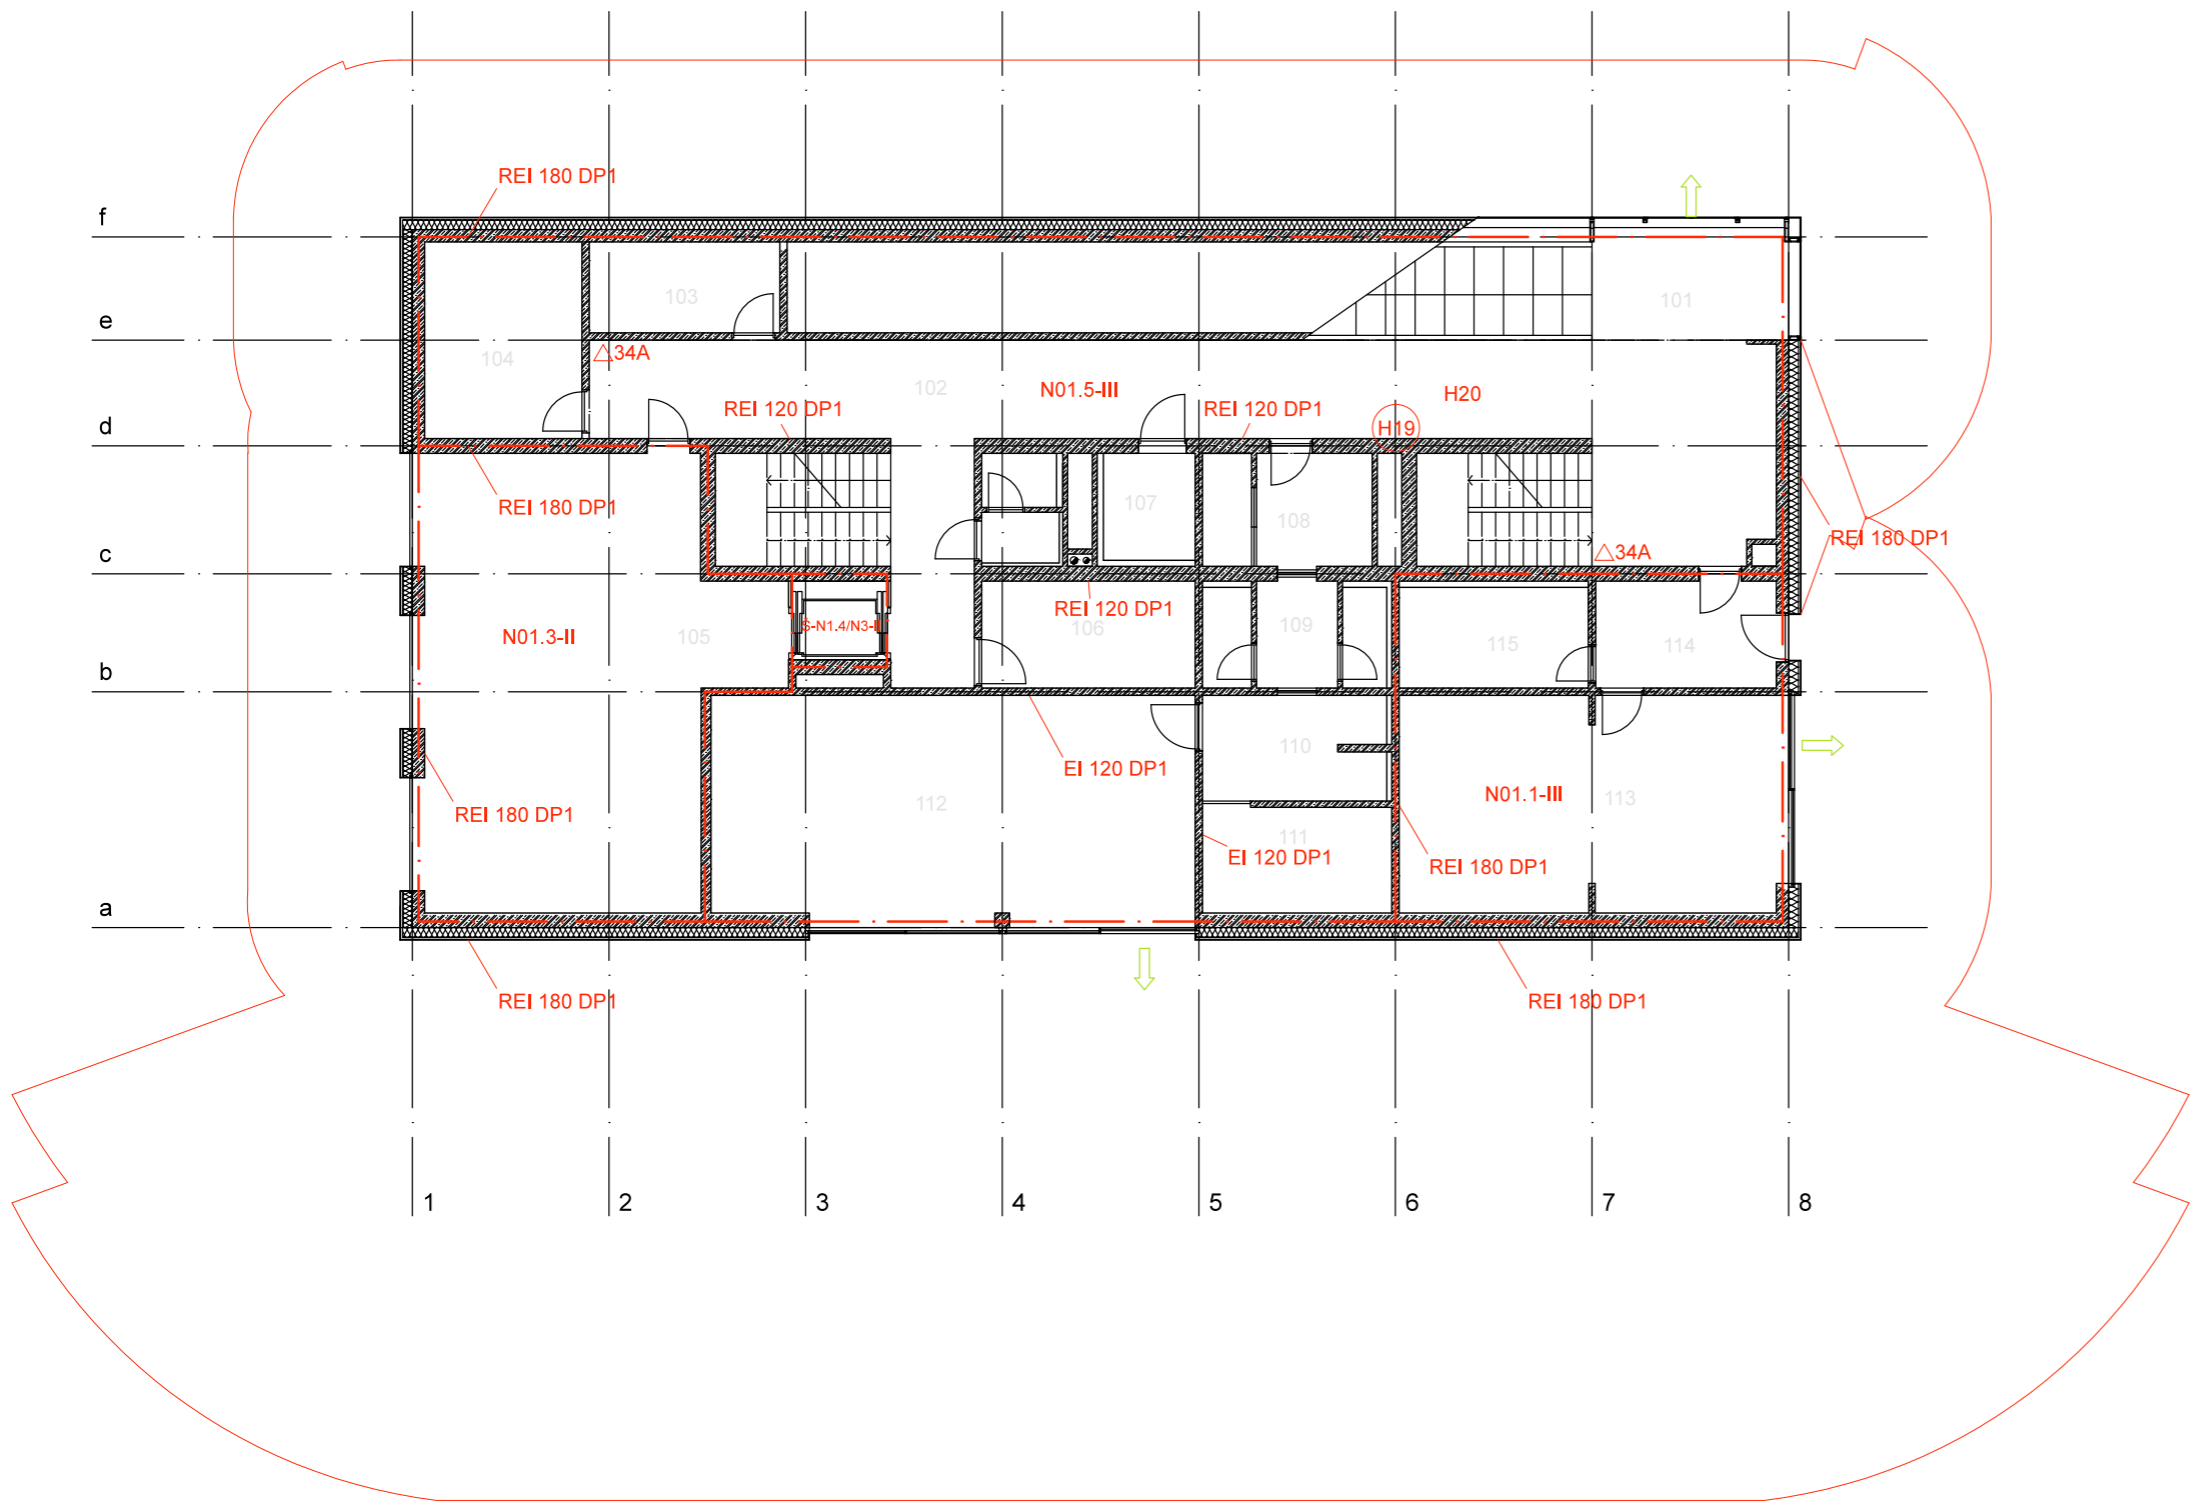 REI 180 DP1
f
103
101
e
104
34A
102
N01.5-III
H20
REI 120 DP1
REI 120 DP1
d
H19
REI 180 DP1
107
108
REI 180 DP1
34A
c
REI 120 DP1
N01.3-II
105
106
109
115
114
b
110
EI 120 DP1
112
N01.1-III
113
REI 180 DP1
111
EI 120 DP1
REI 180 DP1
a
REI 180 DP1
REI 180 DP1
1
2
3
4
5
6
7
8